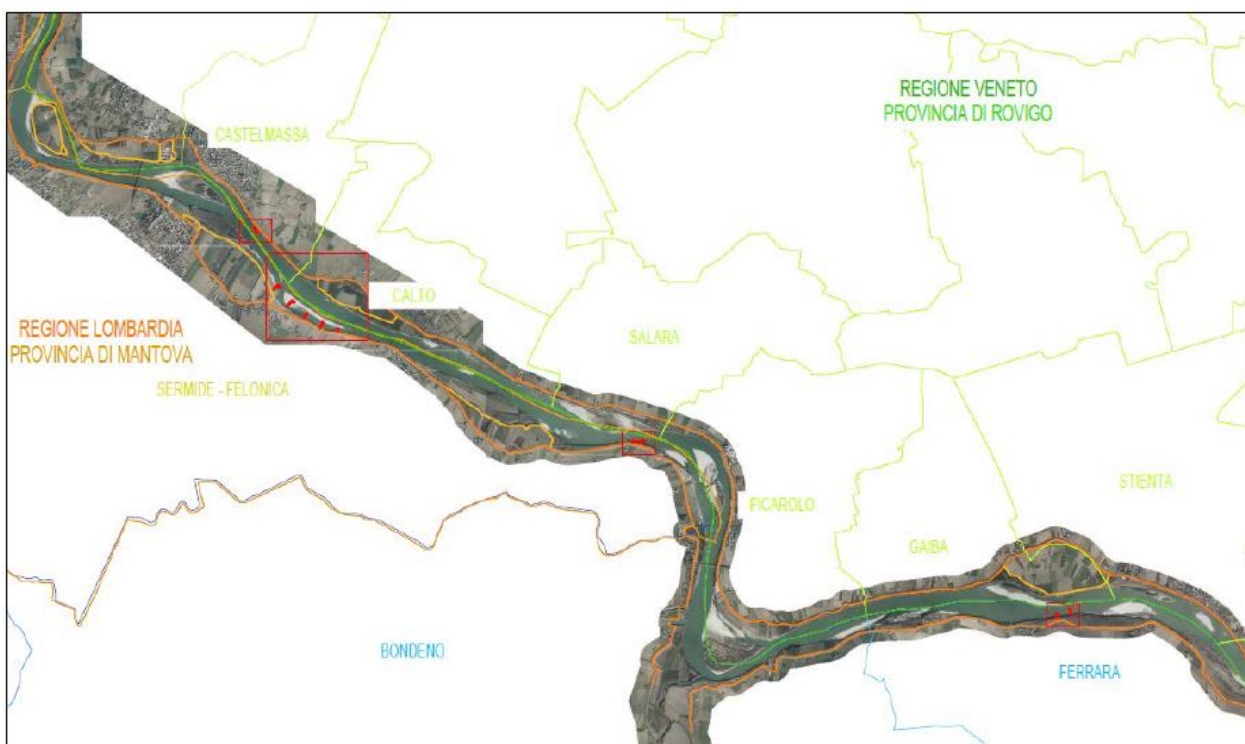 REGIONE VENETO
PROVINCIA DI ROVIGO
CASTELMASSA
CALTO
REGIONE LOMBARDIA
PROVINCIA DI MANTOVA
SALARA
SERMIDE - FELONICA
STIENTA
FICAROLO
GAIBA
BONDENO
FERRARA